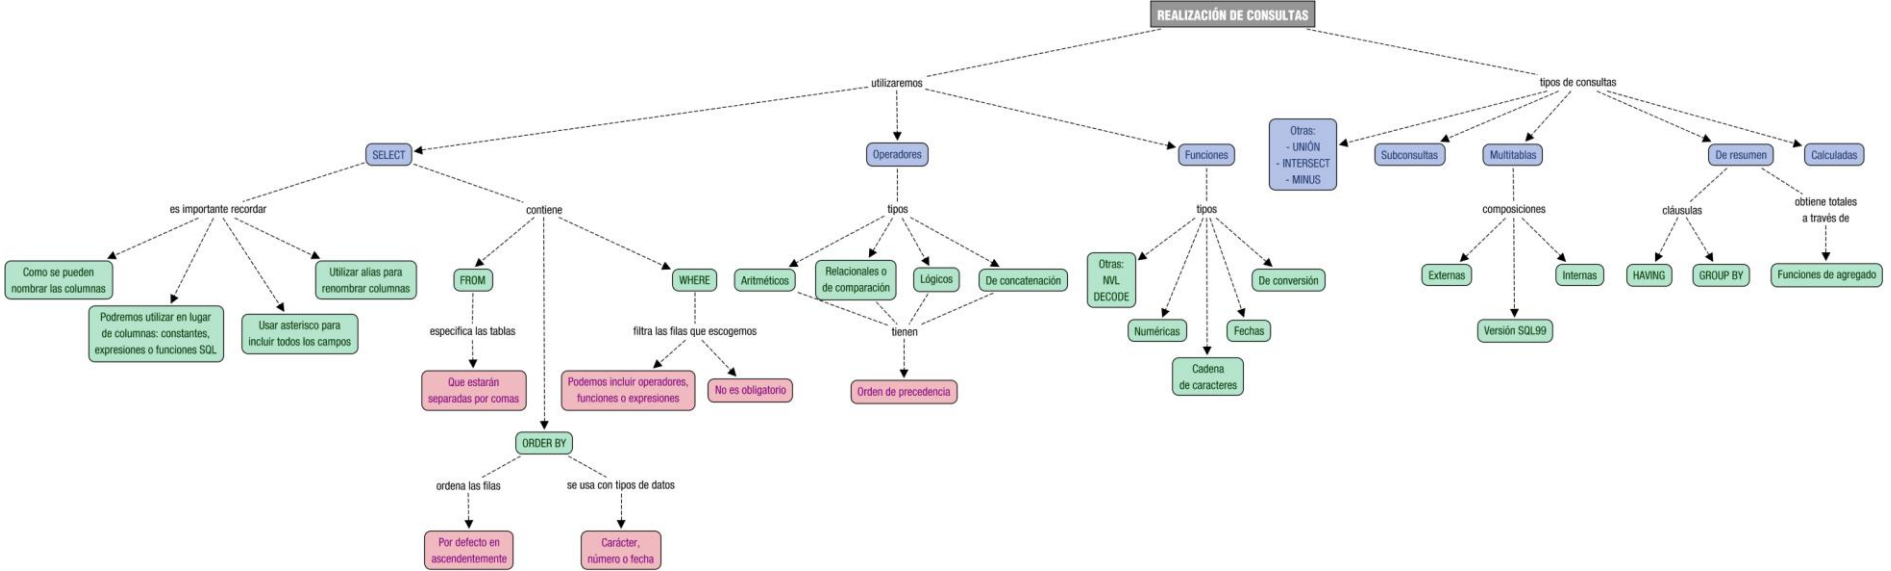 REALIZACIÓN DE CONSULTAS
utilizaremos
tipos de consultas
SELECT
Operadores
Funciones
Otras:
- UNIÓN
- INTERSECT
- MINUS
Subconsultas
Multitablas
De resumen
Calculadas
es importante recordar
contiene
tipos
tipos
composiciones
cláusulas
obtiene totales
a través de
Como se pueden
nombrar las columnas
Podremos utilizar en lugar
de columnas: constantes,
expresiones o funciones SQL
Usar asterisco para
incluir todos los campos
Utilizar alias para
renombrar columnas
FROM
WHERE
Aritméticos
Relacionales o
de comparación
Lógicos
De concatenación
Otras:
NVL
DECODE
Numéricas
Cadena
de caracteres
Fechas
De conversión
Externas
Versión SQL99
Internas
HAVING
GROUP BY
Funciones de agregado
especifica las tablas
filtra las filas que escogemos
tienen
Que estarán
separadas por comas
Podemos incluir operadores,
funciones o expresiones
No es obligatorio
Orden de precedencia
ORDER BY
ordena las filas
se usa con tipos de datos
Por defecto en
ascendentemente
Carácter,
número o fecha